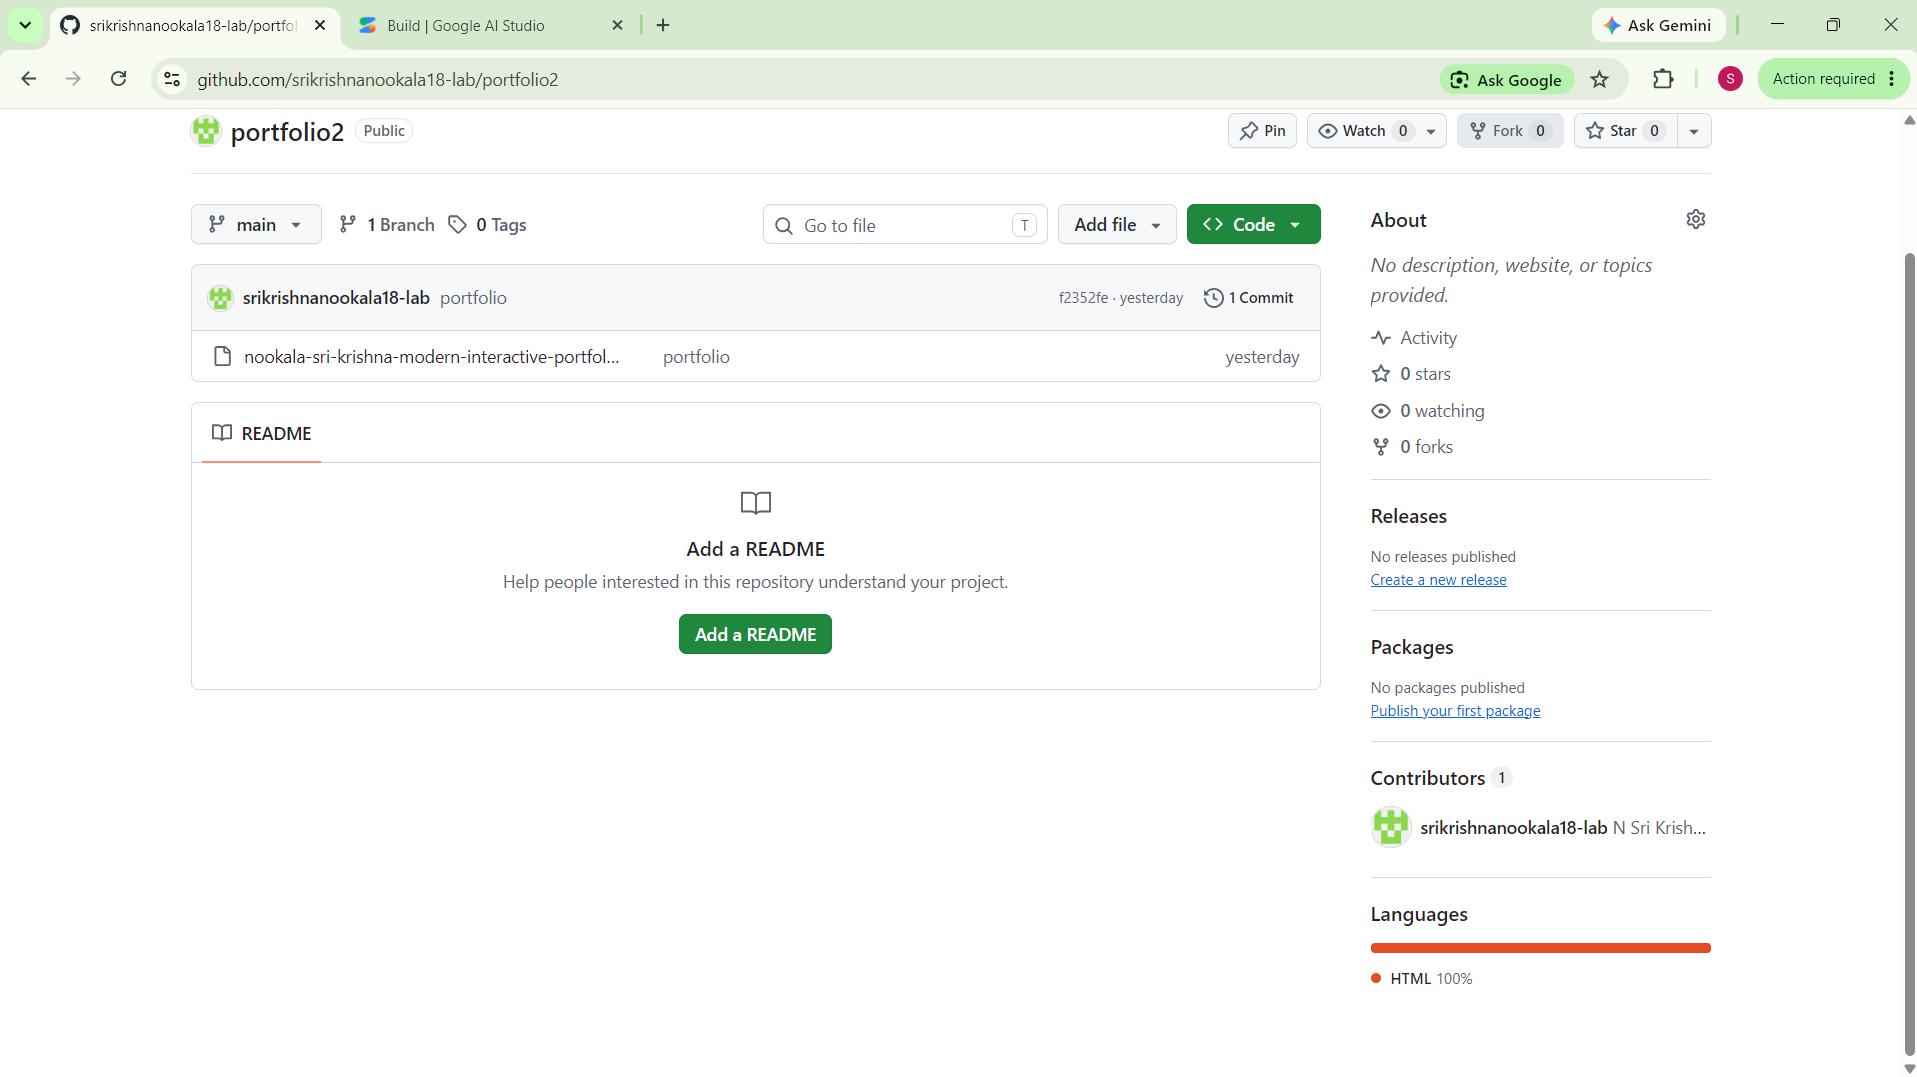 srikrishnanookala18-lab/portfol
Build | Google AI Studio
Ask Gemini
github.com/srikrishnanookala18-lab/portfolio2
Ask Google
S
Action required
portfolio2
Public
Pin
Watch 0
Fork 0
Star 0
main
1 Branch
0 Tags
Go to file
T
Add file
Code
srikrishnanookala18-lab portfolio
f2352fe · yesterday
1 Commit
nookala-sri-krishna-modern-interactive-portfol...
portfolio
yesterday
README
Add a README
Help people interested in this repository understand your project.
Add a README
About
No description, website, or topics
provided.
Activity
0 stars
0 watching
0 forks
Releases
No releases published
Create a new release
Packages
No packages published
Publish your first package
Contributors 1
srikrishnanookala18-lab N Sri Krish...
Languages
HTML 100%